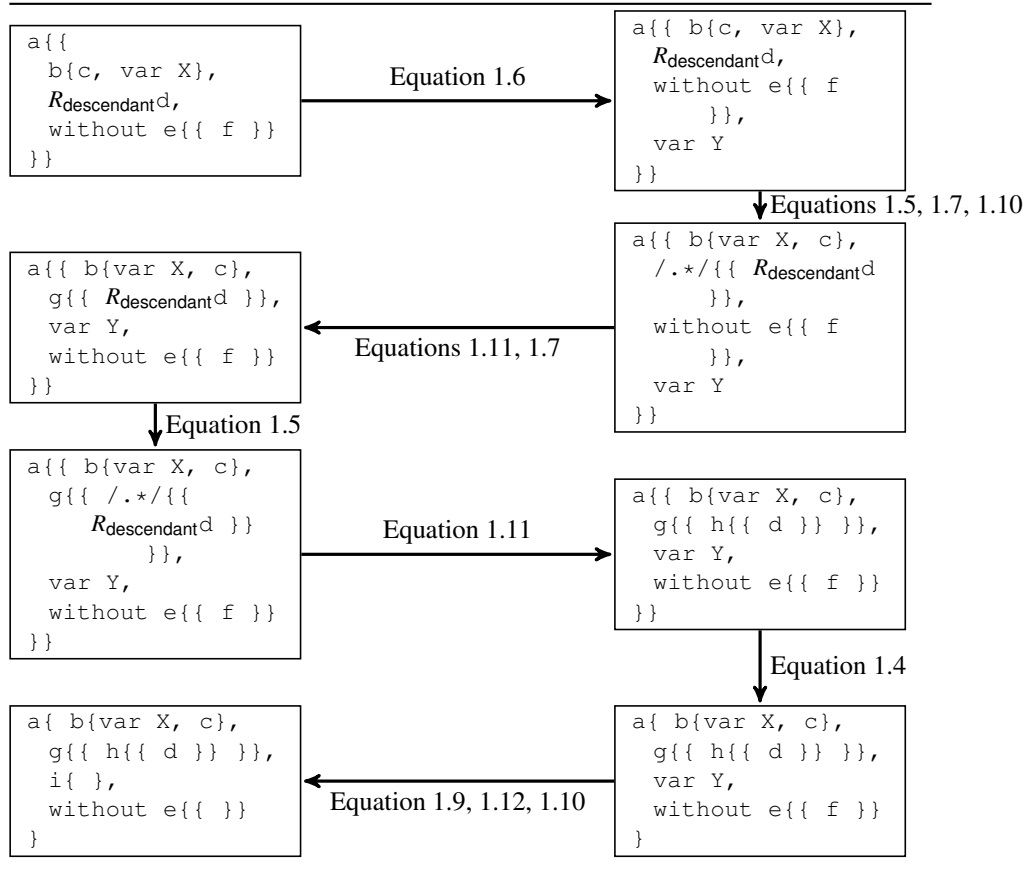 a{{
b{c, var X},
Rdescendantd,
without e{{ f }}
}}
Equation 1.6
a{{ b{c, var X},
Rdescendantd,
without e{{ f
}},
var Y
}}
Equations 1.5, 1.7, 1.10
a{{ b{var X, c},
/.*/{{ Rdescendantd
}},
without e{{ f
}},
var Y
}}
Equations 1.11, 1.7
a{{ b{var X, c},
g{{ Rdescendantd }},
var Y,
without e{{ f }}
}}
Equation 1.5
a{{ b{var X, c},
g{{ /.*/{{
Rdescendantd }}
}},
var Y,
without e{{ f }}
}}
Equation 1.11
a{{ b{var X, c},
g{{ h{{ d }} }},
var Y,
without e{{ f }}
}}
Equation 1.4
a{ b{var X, c},
g{{ h{{ d }} }},
var Y,
without e{{ f }}
}
Equation 1.9, 1.12, 1.10
a{ b{var X, c},
g{{ h{{ d }} }},
i{ },
without e{{ }}
}